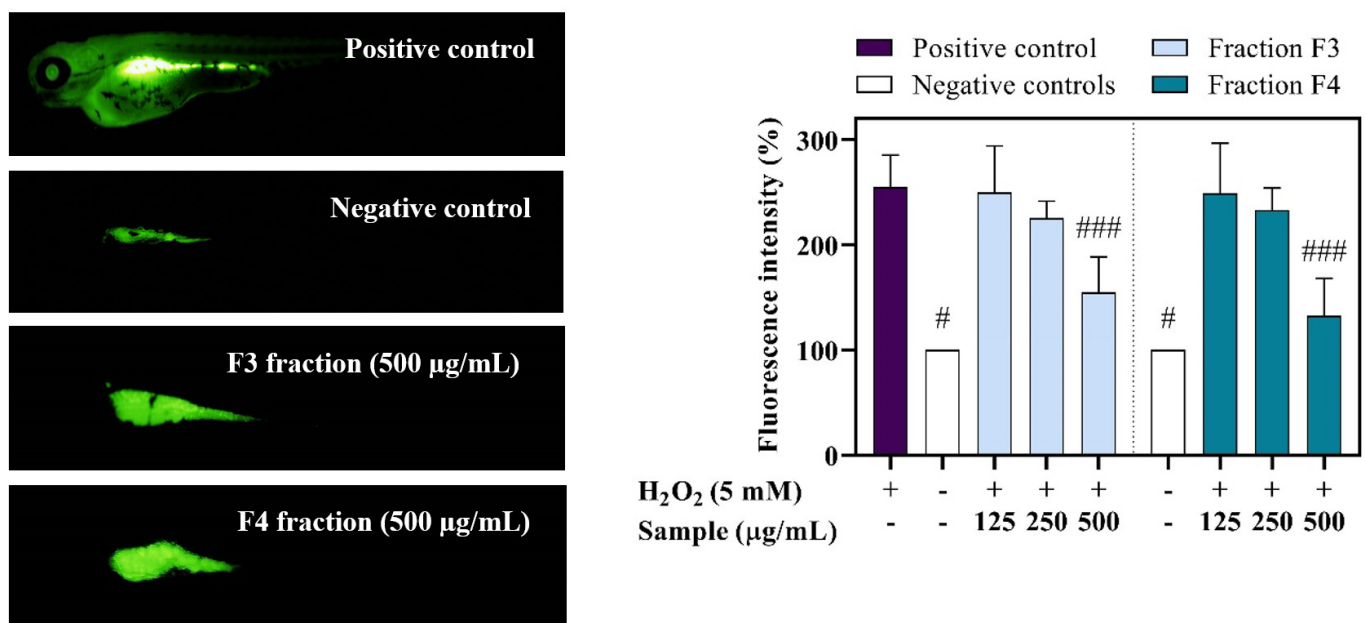 Positive control
Negative control
F3 fraction (500 µg/mL)
F4 fraction (500 µg/mL)
Positive control
Fraction F3
Negative controls
Fraction F4
Fluorescence intensity (%)
300
200
100
0
#
###
#
###
H₂O₂ (5 mM) + - + + + - + + +
Sample (µg/mL) - - 125 250 500 - 125 250 500